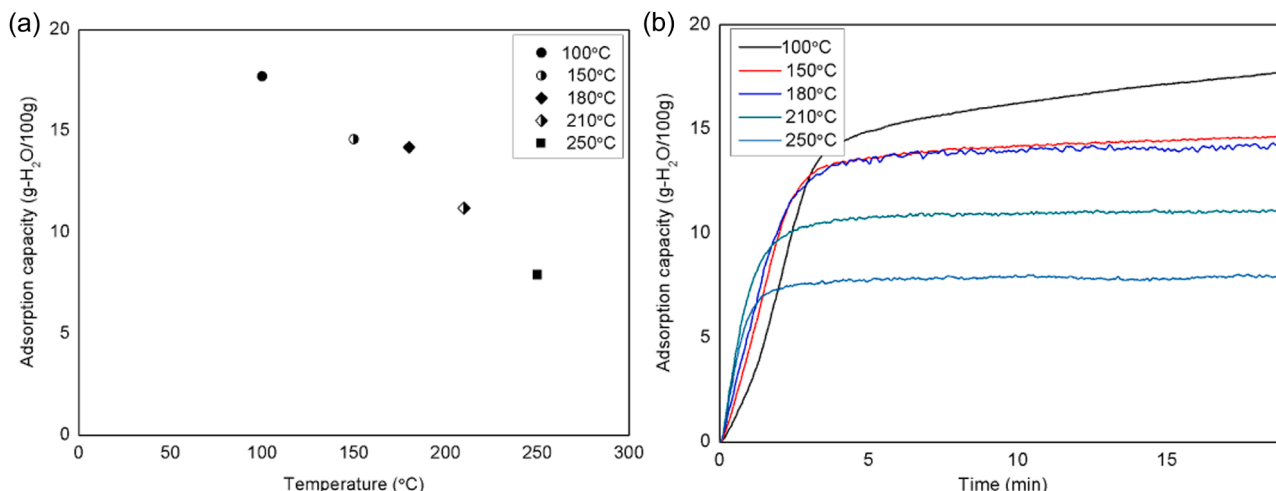 (a)
20
15
10
5
0
0 50 100 150 200 250 300
Adsorption capacity (g-H₂O/100g)
Temperature (°C)
100°C
150°C
180°C
210°C
250°C
(b)
20
15
10
5
0
0 5 10 15
Adsorption capacity (g-H₂O/100g)
Time (min)
100°C
150°C
180°C
210°C
250°C